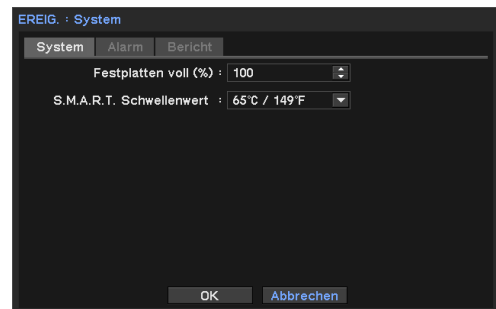 EREIG. : System
System Alarm Bericht
Festplatten voll (%) : 100
S.M.A.R.T. Schwellenwert : 65℃ / 149℉
OK Abbrechen